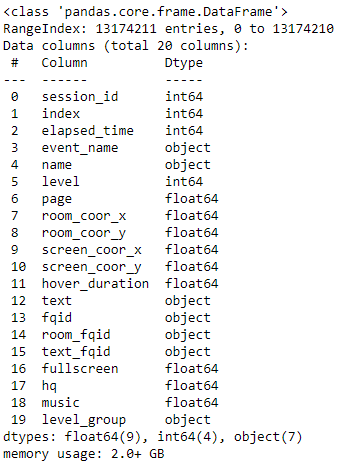 <class 'pandas.core.frame.DataFrame'>
RangeIndex: 13174211 entries, 0 to 13174210
Data columns (total 20 columns):
 #   Column          Dtype
---  ------          -----
 0   session_id      int64
 1   index           int64
 2   elapsed_time    int64
 3   event_name      object
 4   name            object
 5   level           int64
 6   page            float64
 7   room_coor_x     float64
 8   room_coor_y     float64
 9   screen_coor_x   float64
 10  screen_coor_y   float64
 11  hover_duration  float64
 12  text            object
 13  fqid            object
 14  room_fqid       object
 15  text_fqid       object
 16  fullscreen      float64
 17  hq              float64
 18  music           float64
 19  level_group     object
dtypes: float64(9), int64(4), object(7)
memory usage: 2.0+ GB